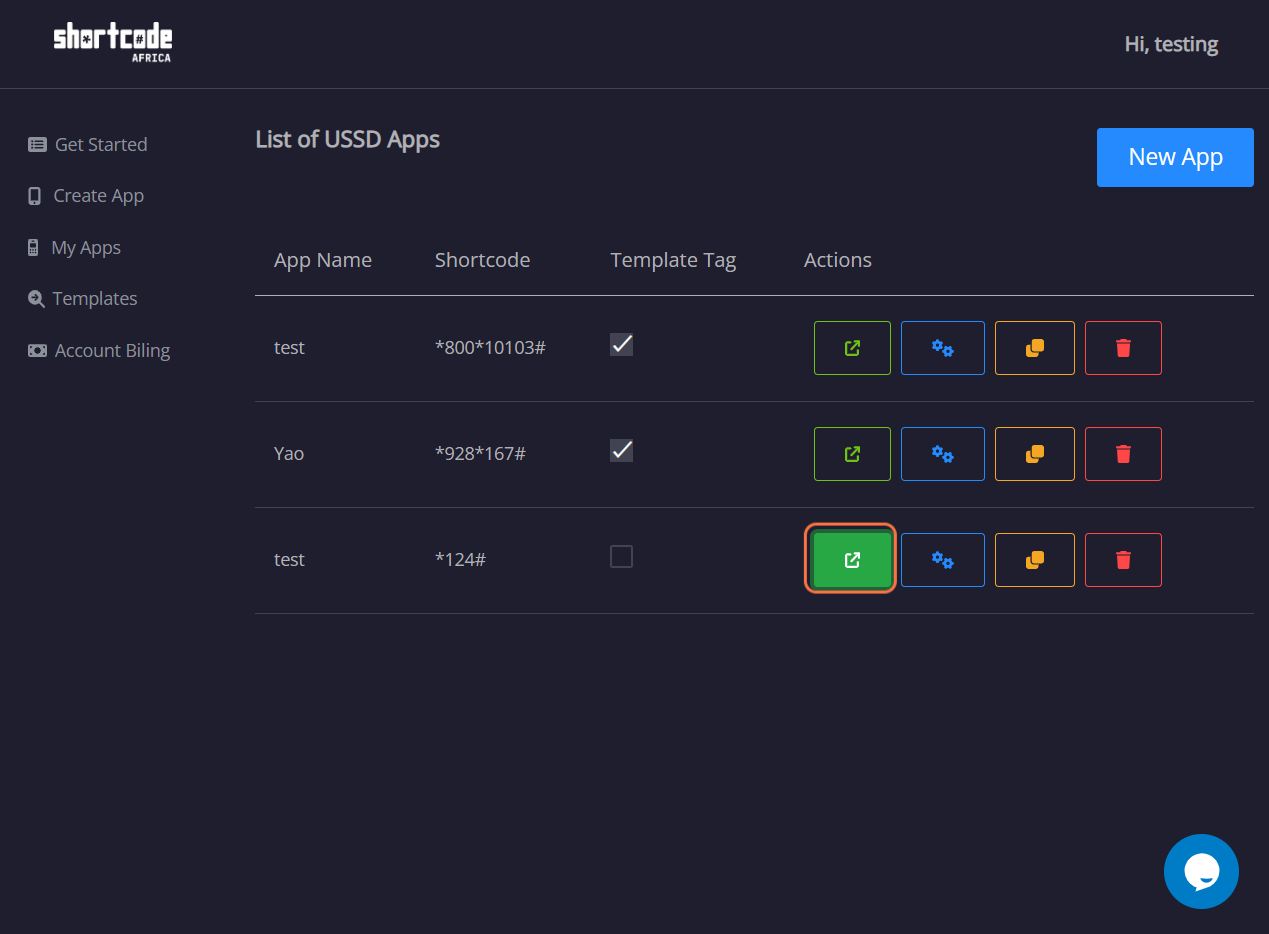 shortcode
AFRICA
Hi, testing
Get Started
Create App
My Apps
Templates
Account Biling
List of USSD Apps
New App
App Name Shortcode Template Tag Actions
test *800*10103#
Yao *928*167#
test *124#